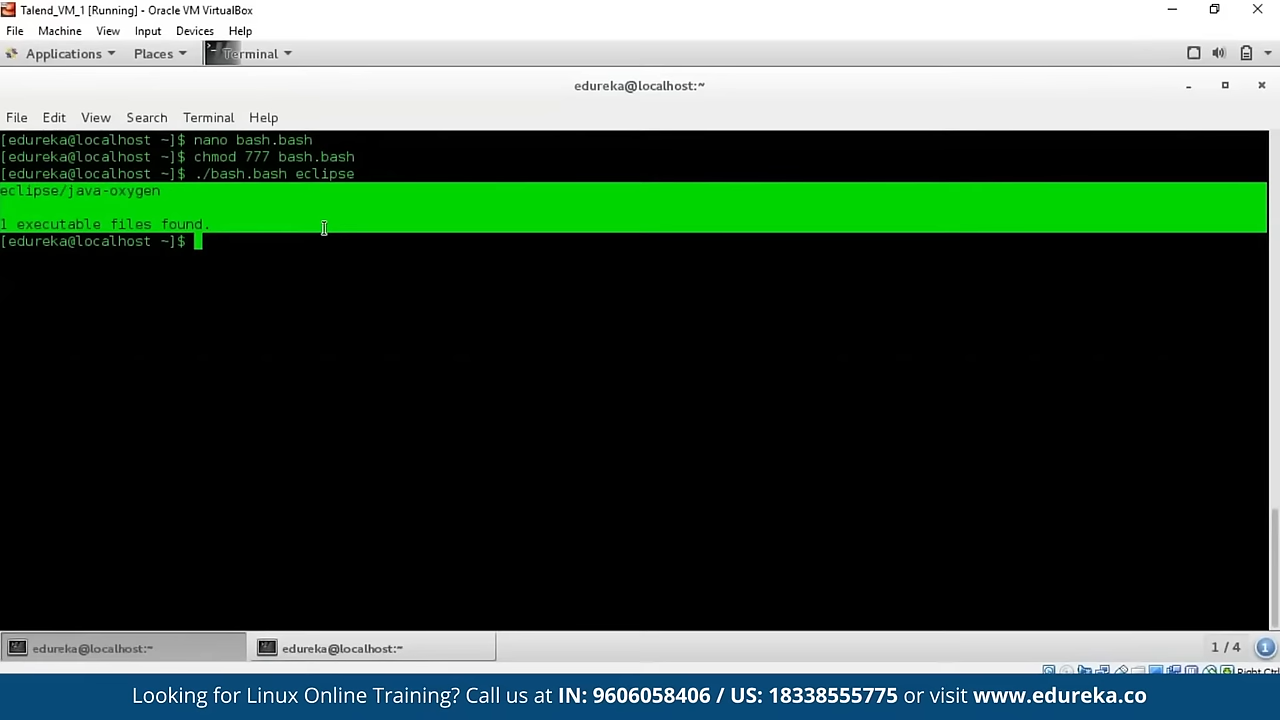 Talend_VM_1 [Running] - Oracle VM VirtualBox
File Machine View Input Devices Help
Applications Places Terminal
edureka@localhost:~
File Edit View Search Terminal Help
[edureka@localhost ~]$ nano bash.bash
[edureka@localhost ~]$ chmod 777 bash.bash
[edureka@localhost ~]$ ./bash.bash eclipse
eclipse/java-oxygen
1 executable files found.
[edureka@localhost ~]$
edureka@localhost:~ edureka@localhost:~ 1 / 4 1
Right Ctrl
Looking for Linux Online Training? Call us at IN: 9606058406 / US: 18338555775 or visit www.edureka.co